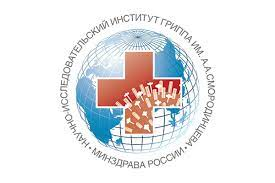 НАУЧНО-ИССЛЕДОВАТЕЛЬСКИЙ ИНСТИТУТ ГРИППА ИМ. А.А.СМОРОДИНЦЕВА
• МИНЗДРАВА РОССИИ •